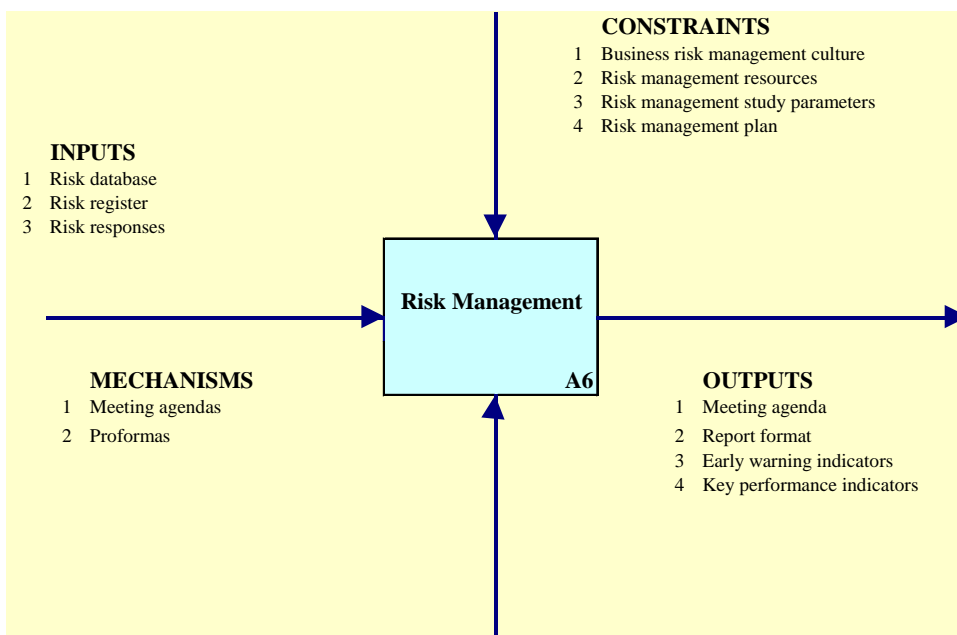 CONSTRAINTS
1 Business risk management culture
2 Risk management resources
3 Risk management study parameters
4 Risk management plan
INPUTS
1 Risk database
2 Risk register
3 Risk responses
Risk Management
A6
MECHANISMS
1 Meeting agendas
2 Proformas
OUTPUTS
1 Meeting agenda
2 Report format
3 Early warning indicators
4 Key performance indicators